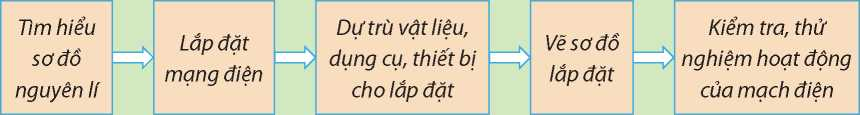 Tìm hiểu
sơ đồ
nguyên lí
Lắp đặt
mạng điện
Dự trù vật liệu,
dụng cụ, thiết bị
cho lắp đặt
Vẽ sơ đồ
lắp đặt
Kiểm tra, thử
nghiệm hoạt động
của mạch điện